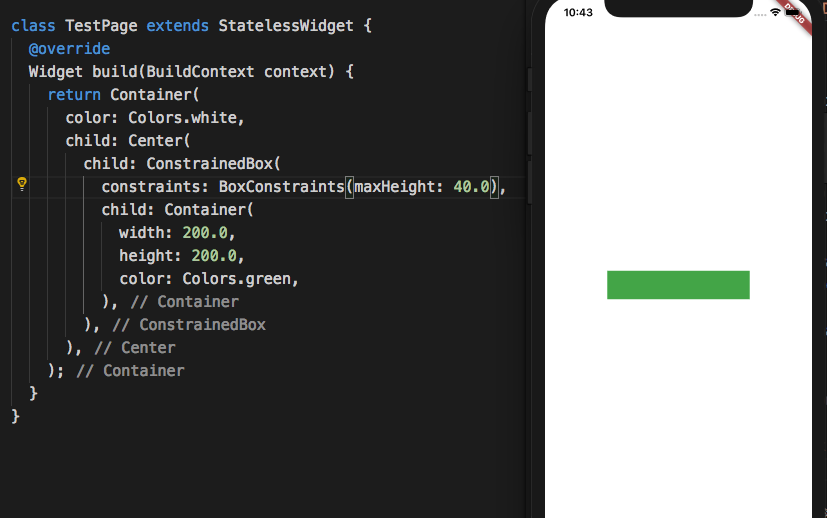 class TestPage extends StatelessWidget {
@override
Widget build(BuildContext context) {
return Container(
color: Colors.white,
child: Center(
child: ConstrainedBox(
constraints: BoxConstraints(maxHeight: 40.0),
child: Container(
width: 200.0,
height: 200.0,
color: Colors.green,
), // Container
), // ConstrainedBox
), // Center
); // Container
}
}
10:43
DEBUG